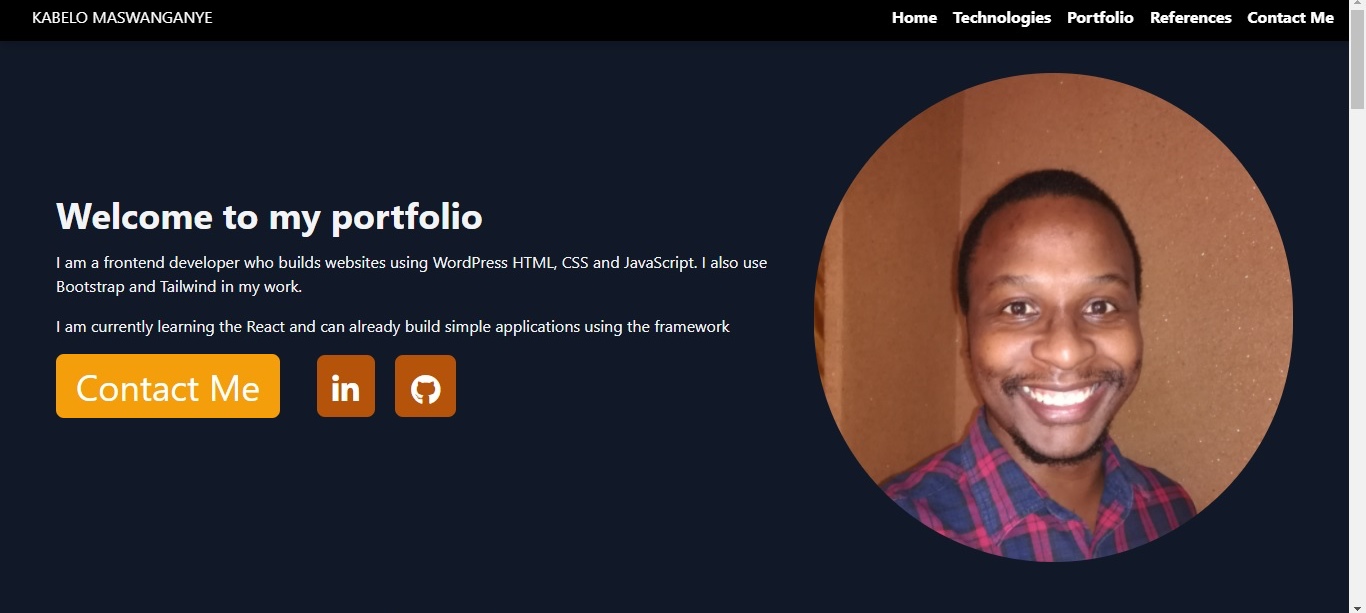 KABELO MASWANGANYE
Home Technologies Portfolio References Contact Me
Welcome to my portfolio
I am a frontend developer who builds websites using WordPress HTML, CSS and JavaScript. I also use
Bootstrap and Tailwind in my work.
I am currently learning the React and can already build simple applications using the framework
Contact Me
in